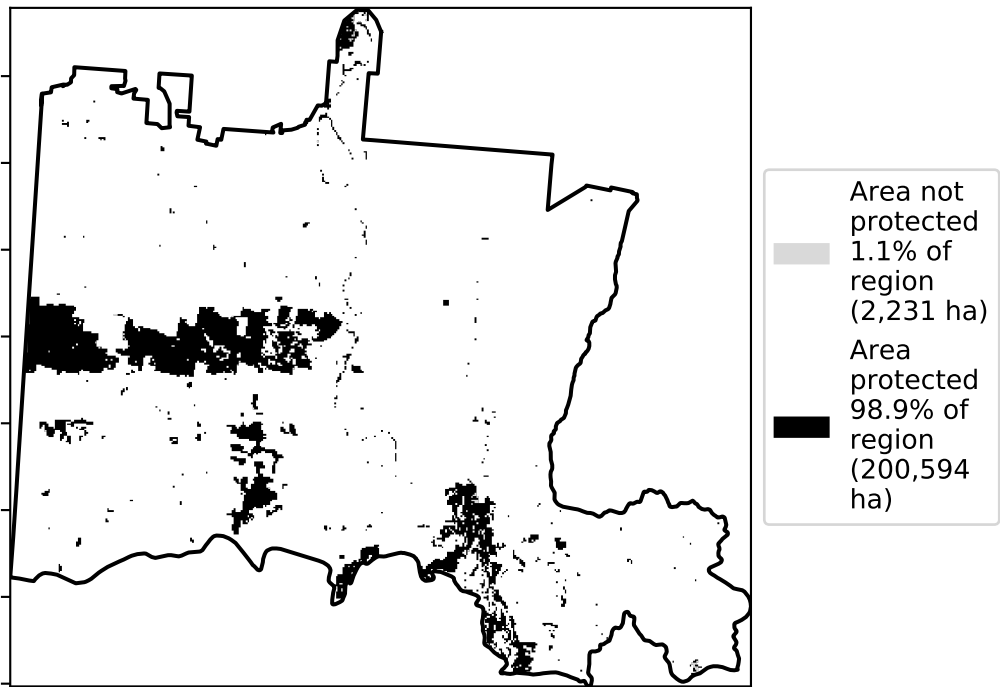 Area not
protected
1.1% of
region
(2,231 ha)
Area
protected
98.9% of
region
(200,594
ha)